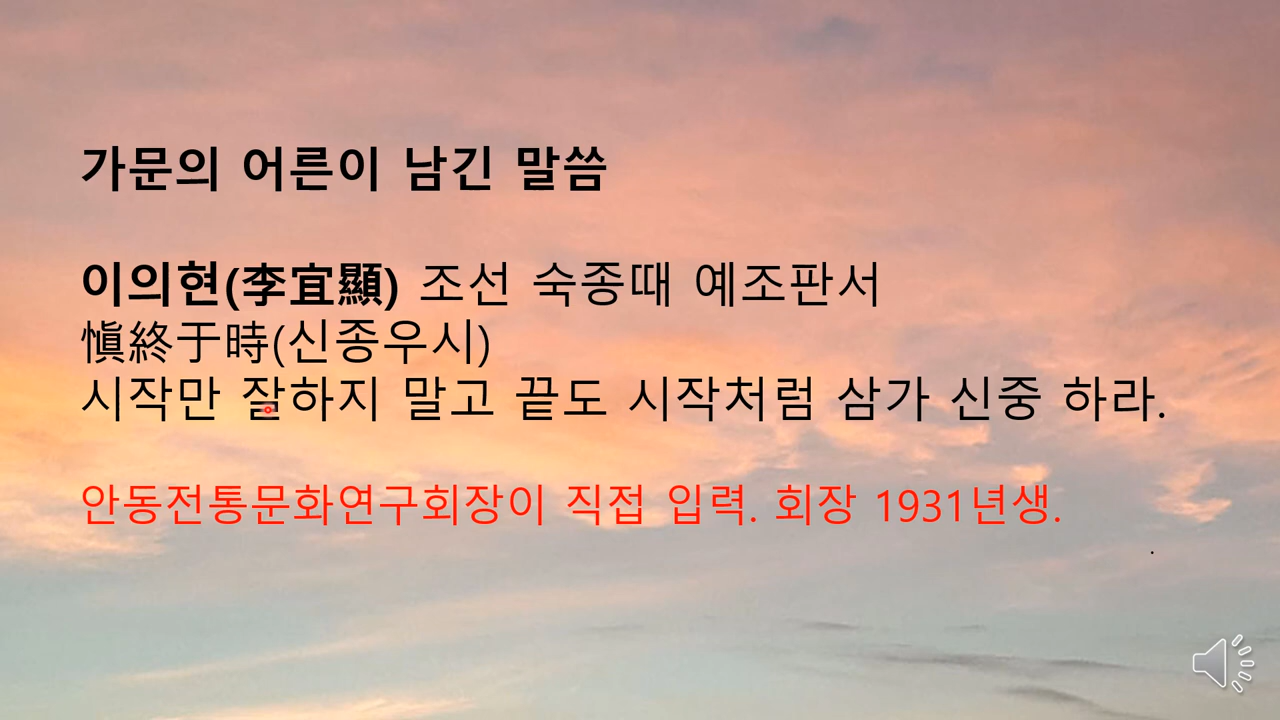 가문의 어른이 남긴 말씀
이의현(李宜顯) 조선 숙종때 예조판서
愼終于時(신종우시)
시작만 잘하지 말고 끝도 시작처럼 삼가 신중 하라.
안동전통문화연구회장이 직접 입력. 회장 1931년생.
.